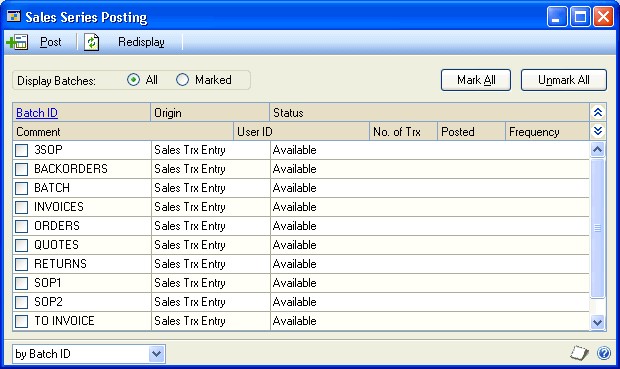 Sales Series Posting
Post Redisplay
Display Batches: All Marked Mark All Unmark All
Batch ID Origin Status
Comment User ID No. of Trx Posted Frequency
3SOP Sales Trx Entry Available
BACKORDERS Sales Trx Entry Available
BATCH Sales Trx Entry Available
INVOICES Sales Trx Entry Available
ORDERS Sales Trx Entry Available
QUOTES Sales Trx Entry Available
RETURNS Sales Trx Entry Available
SOP1 Sales Trx Entry Available
SOP2 Sales Trx Entry Available
TO INVOICE Sales Trx Entry Available
by Batch ID